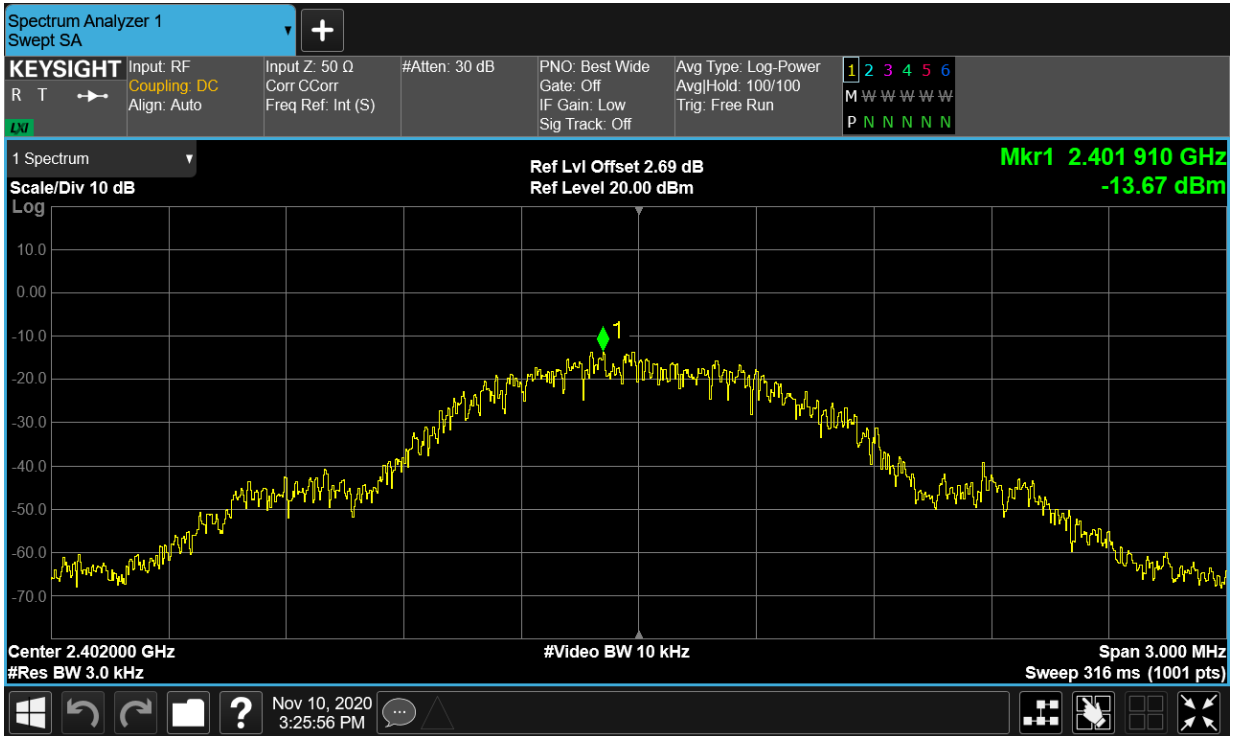 Spectrum Analyzer 1
Swept SA
+
KEYSIGHT
R T
LXI
Input: RF
Coupling: DC
Align: Auto
Input Z: 50 Ω
Corr CCorr
Freq Ref: Int (S)
#Atten: 30 dB
PNO: Best Wide
Gate: Off
IF Gain: Low
Sig Track: Off
Avg Type: Log-Power
Avg|Hold: 100/100
Trig: Free Run
1 2 3 4 5 6
M W W W W W
P N N N N N
1 Spectrum
Scale/Div 10 dB
Log
Ref Lvl Offset 2.69 dB
Ref Level 20.00 dBm
Mkr1 2.401 910 GHz
-13.67 dBm
10.0
0.00
-10.0
-20.0
-30.0
-40.0
-50.0
-60.0
-70.0
1
Center 2.402000 GHz
#Res BW 3.0 kHz
#Video BW 10 kHz
Span 3.000 MHz
Sweep 316 ms (1001 pts)
?
Nov 10, 2020
3:25:56 PM